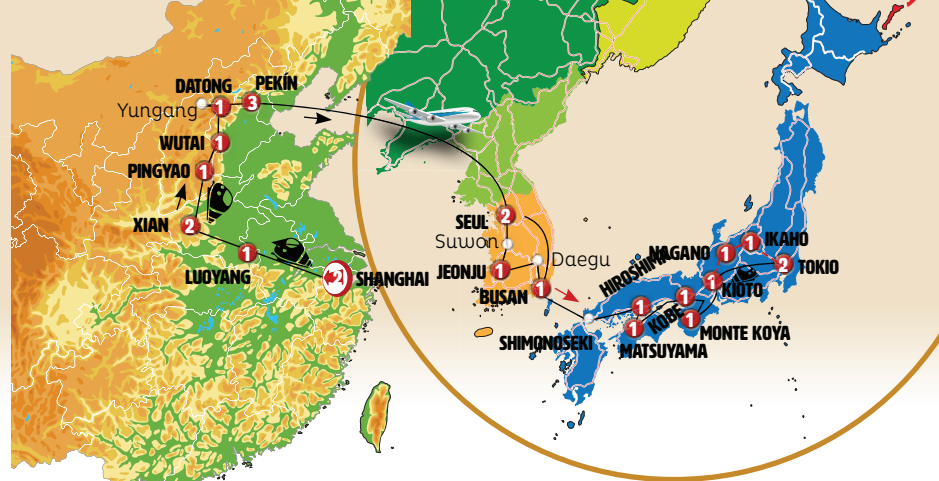 DATONG
1
PEKÍN
3
Yungang
WUTAI
1
PINGYAO
1
XIAN
2
1
LUOYANG
2
SHANGHAI
SEUL
2
Suwon
JEONJU
1
Daegu
BUSAN
1
SHIMONOSEKI
HIROSHIMA
1
MATSUYAMA
1
KOBE
1
MONTE KOYA
1
KIOTO
1
NAGANO
1
IKAHO
1
TOKIO
2